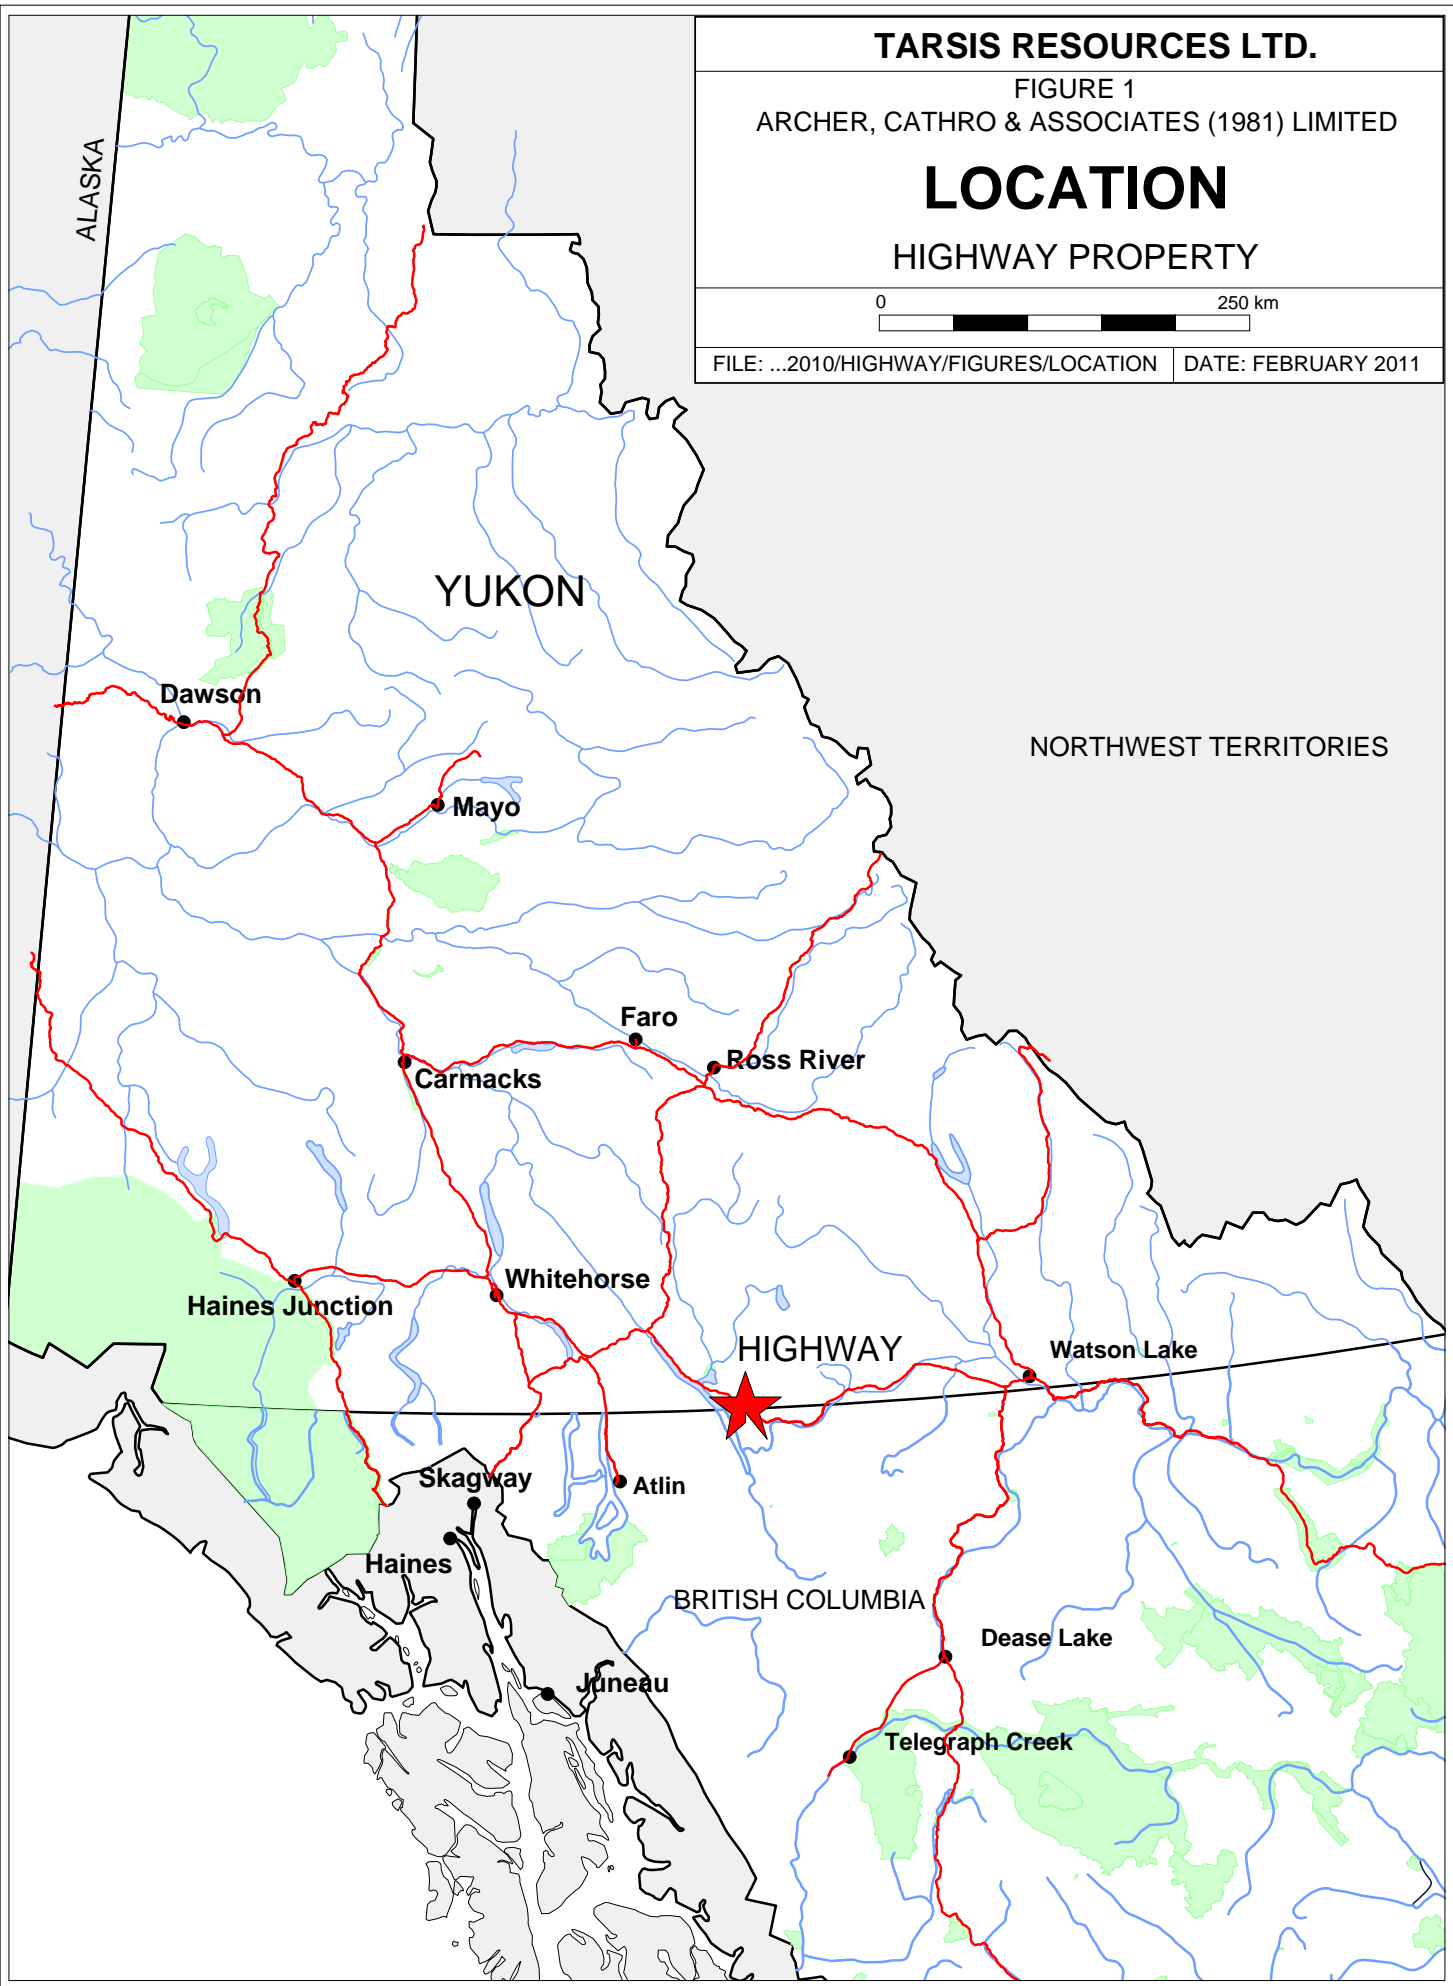 TARSIS RESOURCES LTD.
FIGURE 1
ARCHER, CATHRO & ASSOCIATES (1981) LIMITED
LOCATION
HIGHWAY PROPERTY
0 250 km
FILE: ...2010/HIGHWAY/FIGURES/LOCATION DATE: FEBRUARY 2011
ALASKA
YUKON
Dawson
NORTHWEST TERRITORIES
Mayo
Faro
Ross River
Carmacks
Whitehorse
Haines Junction
HIGHWAY
Watson Lake
Skagway
Atlin
Haines
BRITISH COLUMBIA
Dease Lake
Juneau
Telegraph Creek